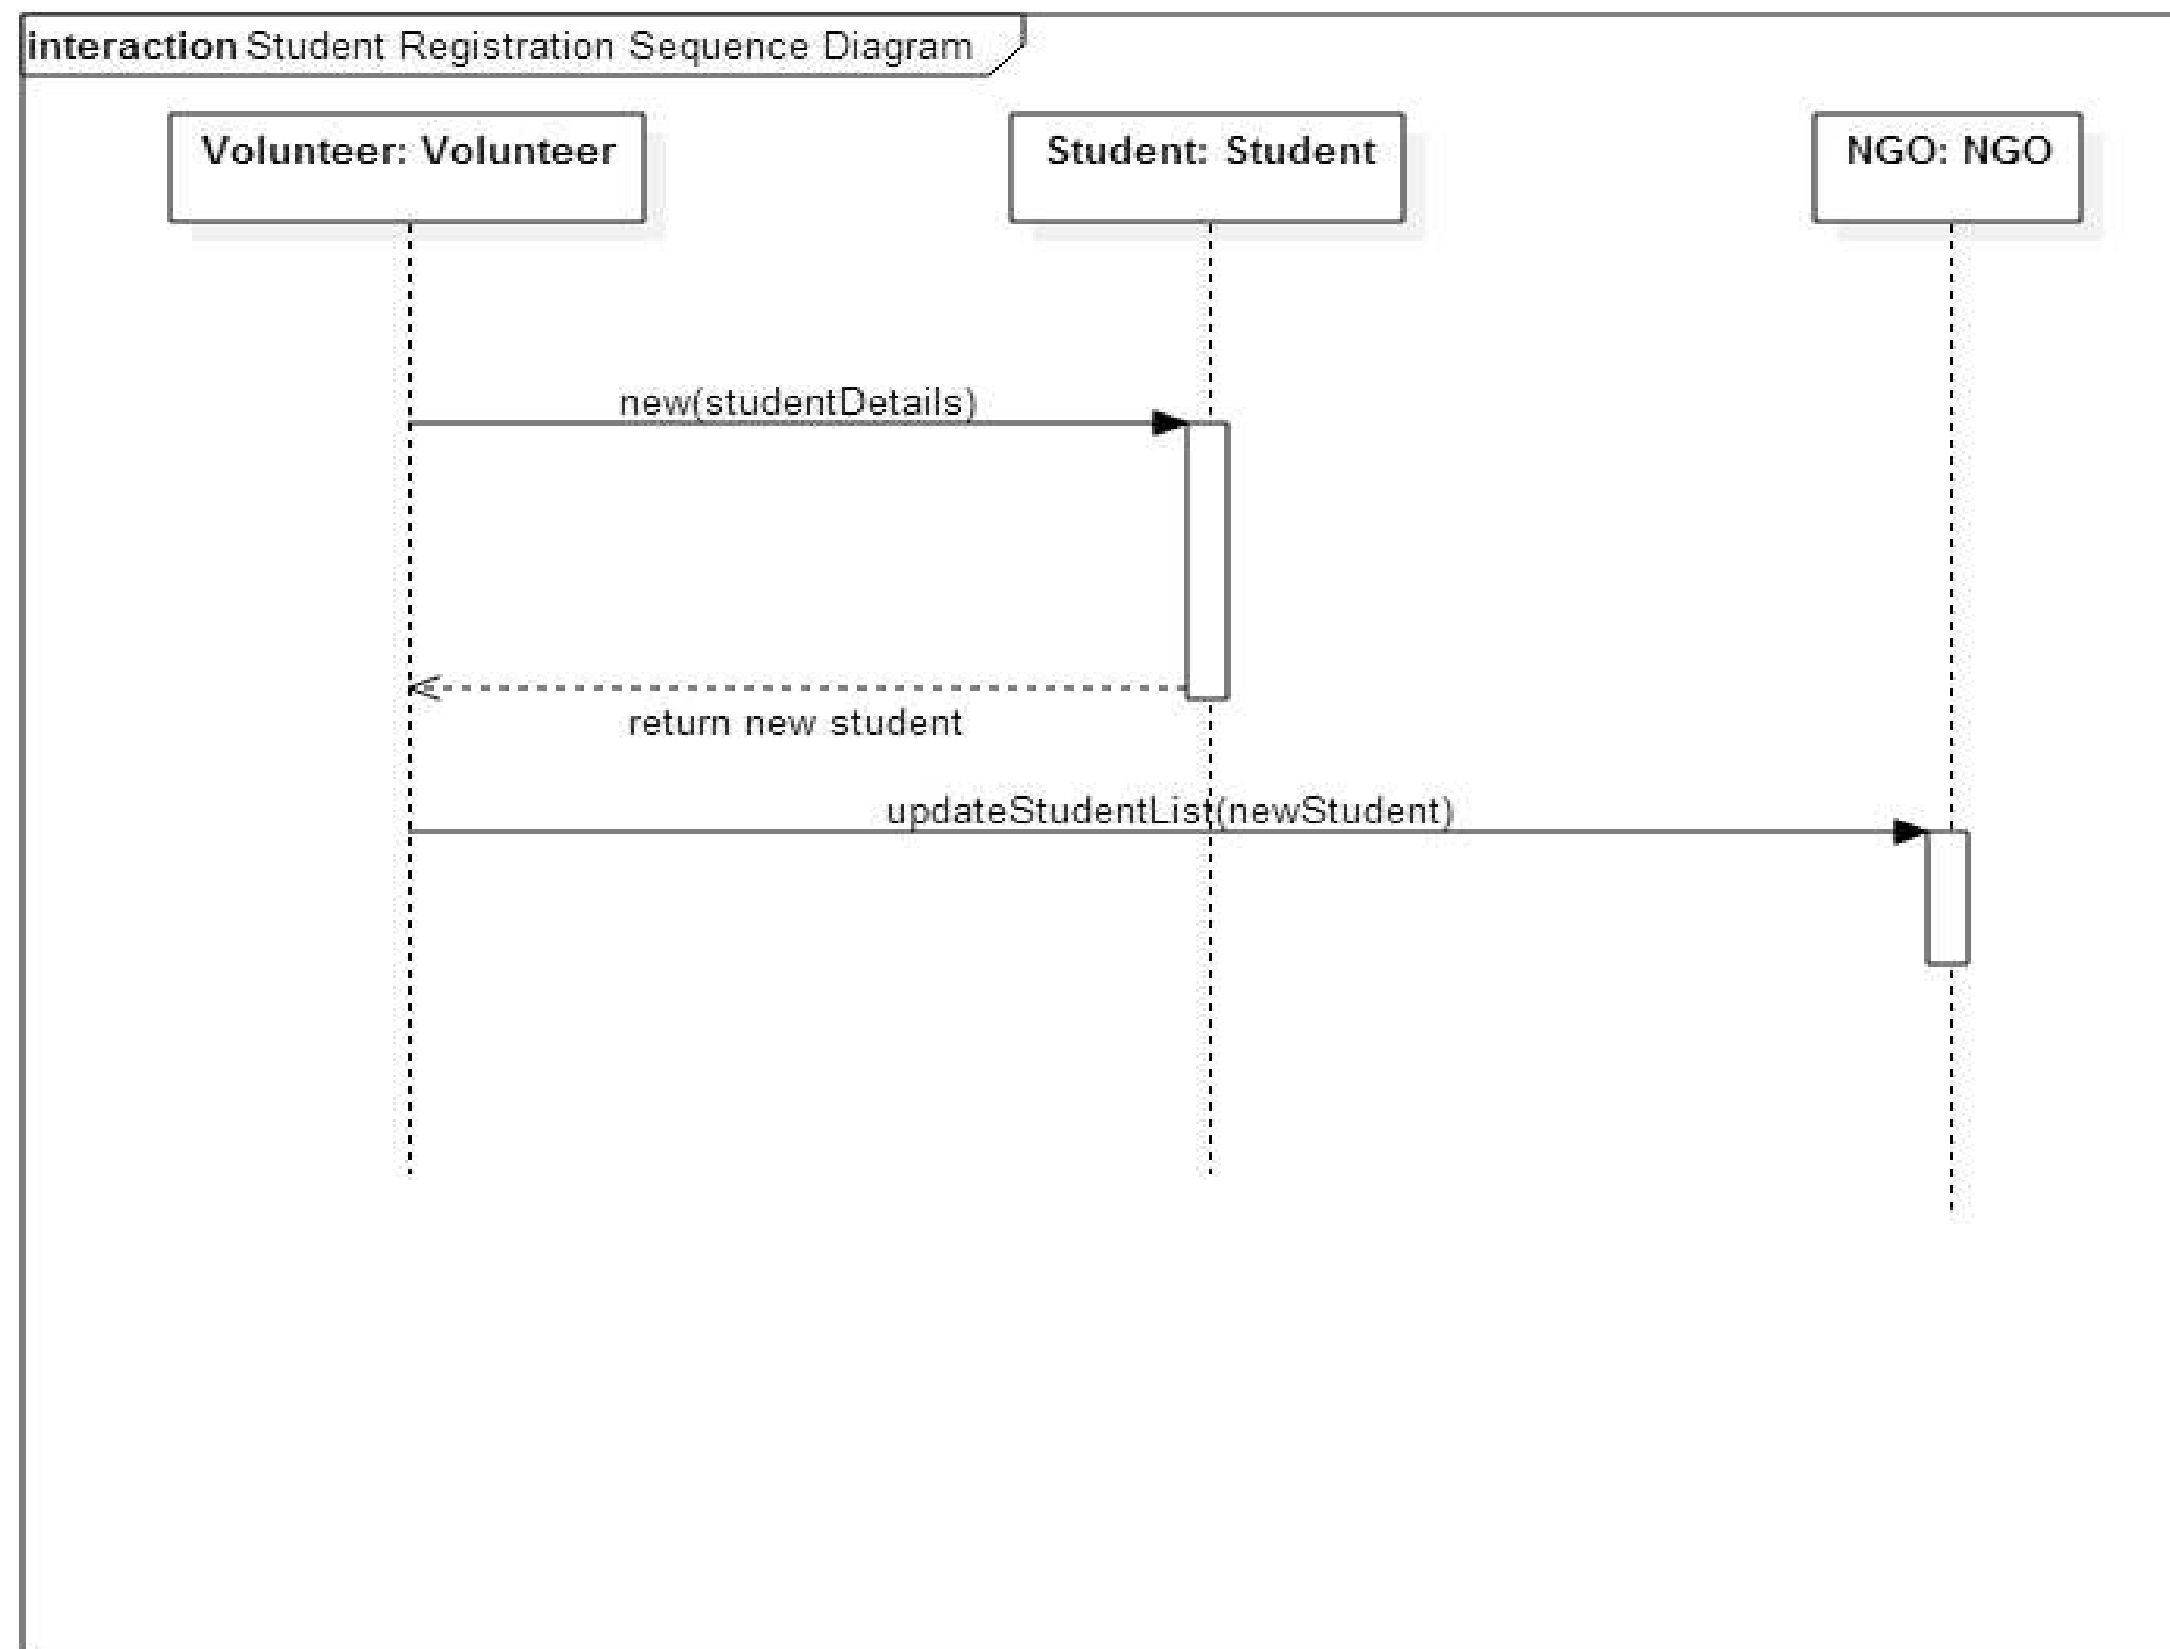 interaction Student Registration Sequence Diagram
Volunteer: Volunteer
Student: Student
NGO: NGO
new(studentDetails)
return new student
updateStudentList(newStudent)